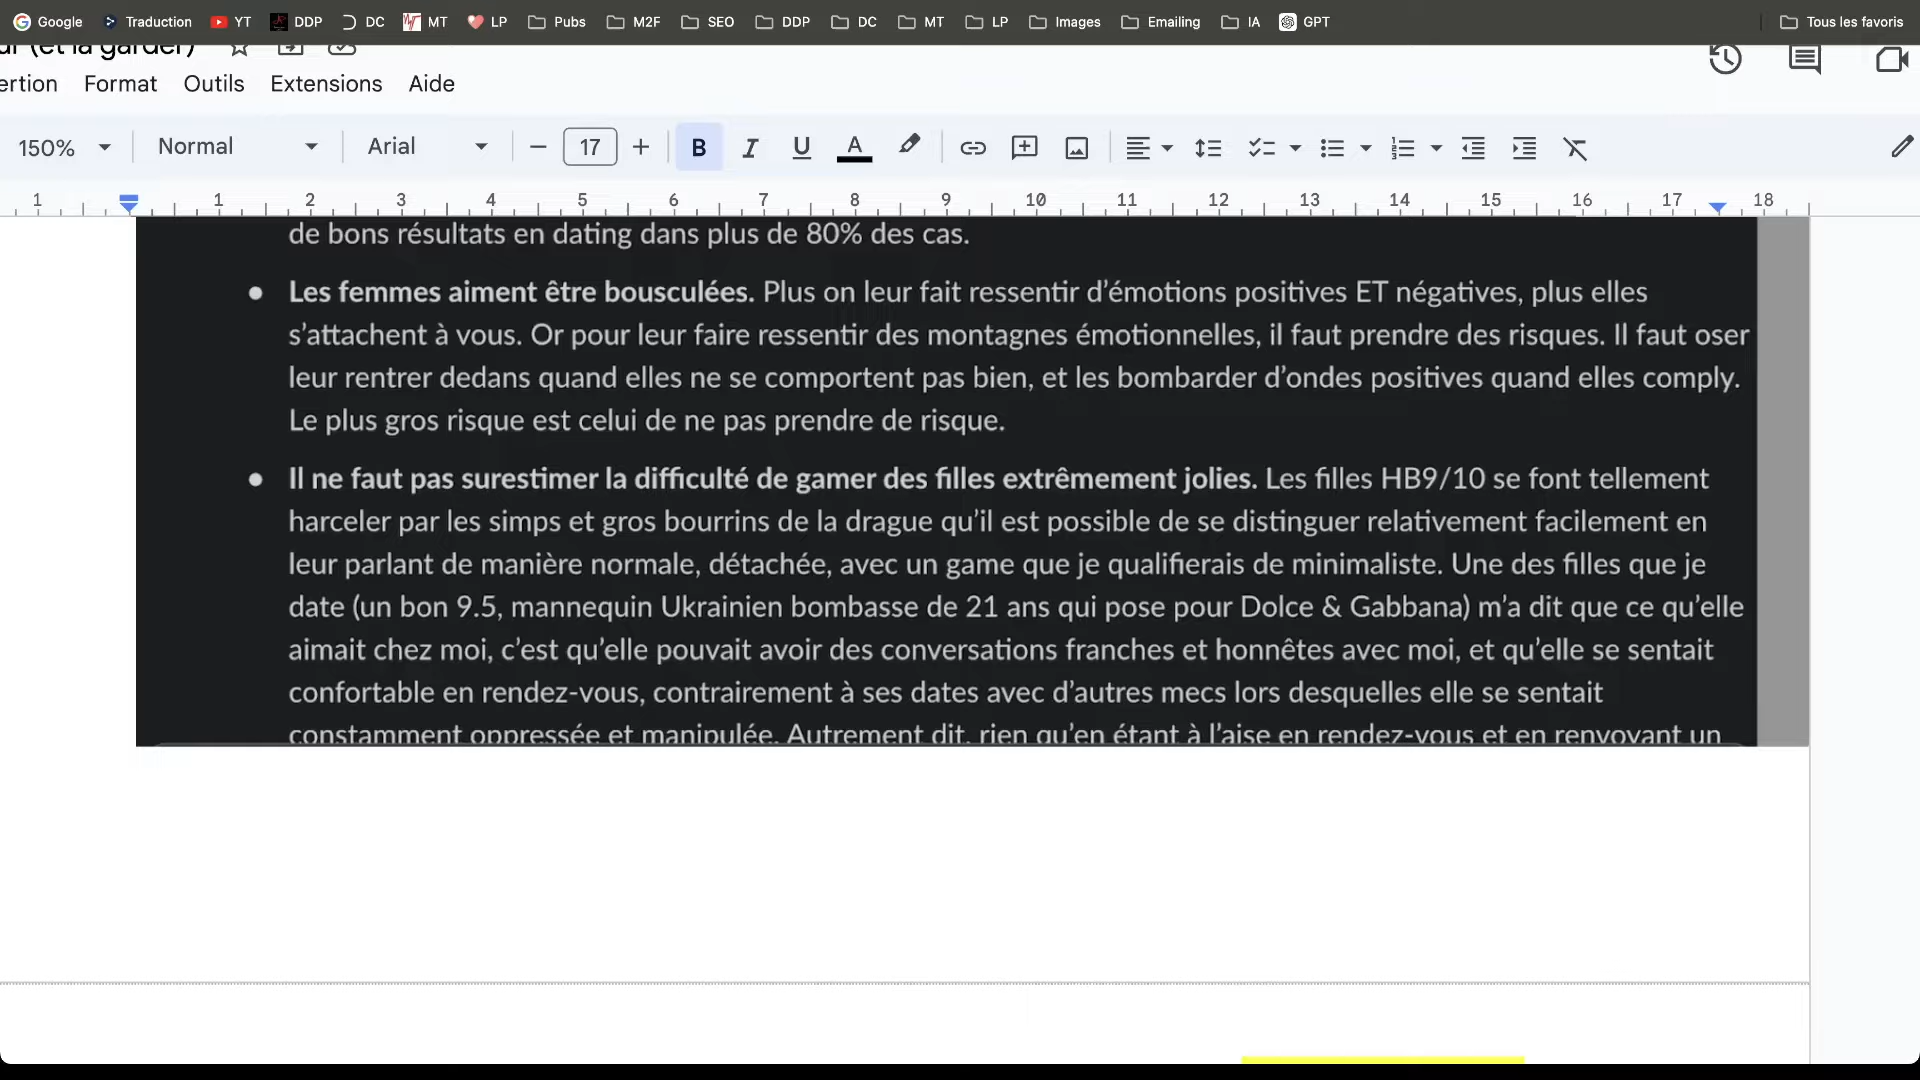 Google Traduction YT DDP DC MT LP Pubs M2F SEO DDP DC MT LP Images Emailing IA GPT Tous les favoris
(et la garder)
ertion Format Outils Extensions Aide
150% Normal Arial 17 B I U A
1 1 2 3 4 5 6 7 8 9 10 11 12 13 14 15 16 17 18
de bons résultats en dating dans plus de 80% des cas.
● Les femmes aiment être bousculées. Plus on leur fait ressentir d’émotions positives ET négatives, plus elles
s’attachent à vous. Or pour leur faire ressentir des montagnes émotionnelles, il faut prendre des risques. Il faut oser
leur rentrer dedans quand elles ne se comportent pas bien, et les bombarder d’ondes positives quand elles comply.
Le plus gros risque est celui de ne pas prendre de risque.
● Il ne faut pas surestimer la difficulté de gamer des filles extrêmement jolies. Les filles HB9/10 se font tellement
harceler par les simps et gros bourrins de la drague qu’il est possible de se distinguer relativement facilement en
leur parlant de manière normale, détachée, avec un game que je qualifierais de minimaliste. Une des filles que je
date (un bon 9.5, mannequin Ukrainien bombasse de 21 ans qui pose pour Dolce & Gabbana) m’a dit que ce qu’elle
aimait chez moi, c’est qu’elle pouvait avoir des conversations franches et honnêtes avec moi, et qu’elle se sentait
confortable en rendez-vous, contrairement à ses dates avec d’autres mecs lors desquelles elle se sentait
constamment oppressée et manipulée. Autrement dit, rien qu’en étant à l’aise en rendez-vous et en renvoyant un